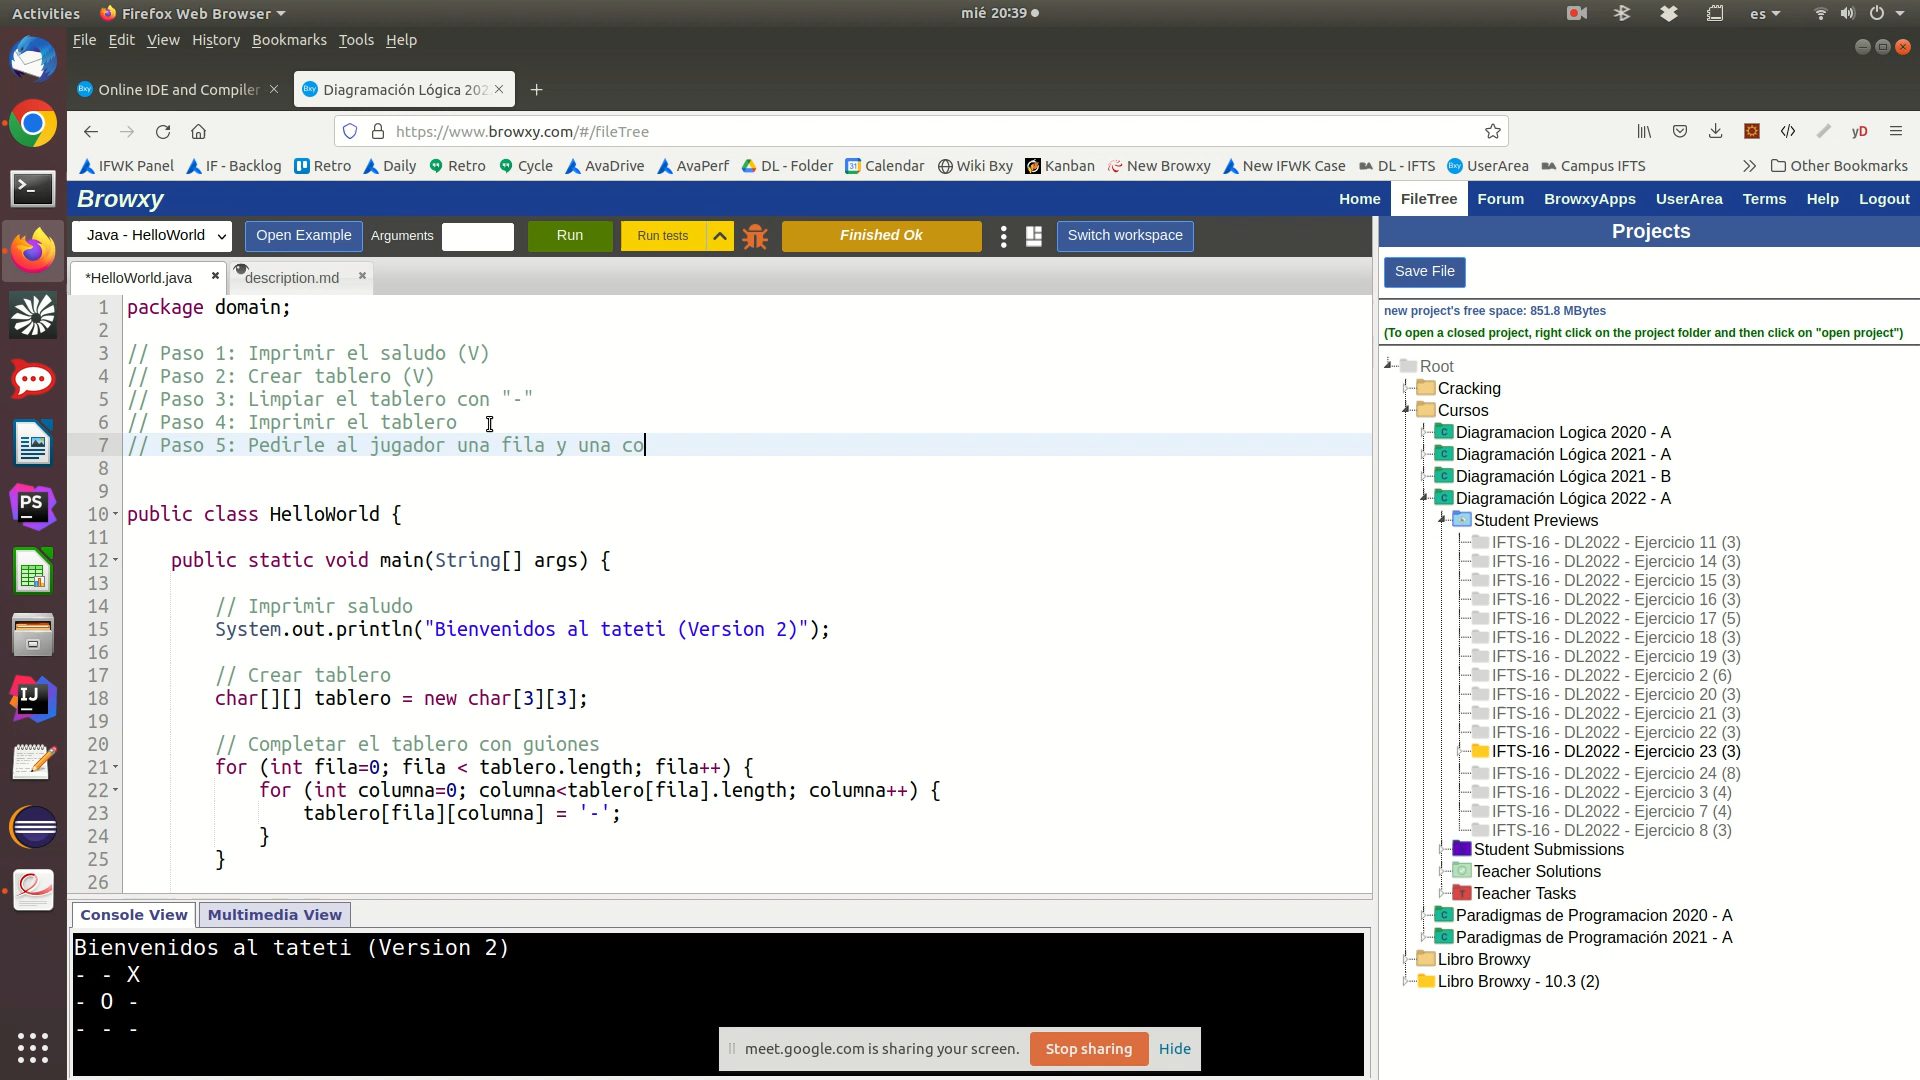 Activities Firefox Web Browser mié 20:39 es
File Edit View History Bookmarks Tools Help
Online IDE and Compiler Diagramación Lógica 202
https://www.browxy.com/#/fileTree
IFWK Panel IF - Backlog Retro Daily Retro Cycle AvaDrive AvaPerf DL - Folder Calendar Wiki Bxy Kanban New Browxy New IFWK Case DL - IFTS UserArea Campus IFTS Other Bookmarks
Browxy Home FileTree Forum BrowxyApps UserArea Terms Help Logout
Java - HelloWorld Open Example Arguments Run Run tests Finished Ok Switch workspace
*HelloWorld.java description.md
1 package domain;
2
3 // Paso 1: Imprimir el saludo (V)
4 // Paso 2: Crear tablero (V)
5 // Paso 3: Limpiar el tablero con "-"
6 // Paso 4: Imprimir el tablero
7 // Paso 5: Pedirle al jugador una fila y una co
8
9
10 public class HelloWorld {
11
12 public static void main(String[] args) {
13
14 // Imprimir saludo
15 System.out.println("Bienvenidos al tateti (Version 2)");
16
17 // Crear tablero
18 char[][] tablero = new char[3][3];
19
20 // Completar el tablero con guiones
21 for (int fila=0; fila < tablero.length; fila++) {
22 for (int columna=0; columna<tablero[fila].length; columna++) {
23 tablero[fila][columna] = '-';
24 }
25 }
26
Console View Multimedia View
Bienvenidos al tateti (Version 2)
- - X
- O -
- - -
meet.google.com is sharing your screen. Stop sharing Hide
Projects
Save File
new project's free space: 851.8 MBytes
(To open a closed project, right click on the project folder and then click on "open project")
Root
Cracking
Cursos
Diagramacion Logica 2020 - A
Diagramación Lógica 2021 - A
Diagramación Lógica 2021 - B
Diagramación Lógica 2022 - A
Student Previews
IFTS-16 - DL2022 - Ejercicio 11 (3)
IFTS-16 - DL2022 - Ejercicio 14 (3)
IFTS-16 - DL2022 - Ejercicio 15 (3)
IFTS-16 - DL2022 - Ejercicio 16 (3)
IFTS-16 - DL2022 - Ejercicio 17 (5)
IFTS-16 - DL2022 - Ejercicio 18 (3)
IFTS-16 - DL2022 - Ejercicio 19 (3)
IFTS-16 - DL2022 - Ejercicio 2 (6)
IFTS-16 - DL2022 - Ejercicio 20 (3)
IFTS-16 - DL2022 - Ejercicio 21 (3)
IFTS-16 - DL2022 - Ejercicio 22 (3)
IFTS-16 - DL2022 - Ejercicio 23 (3)
IFTS-16 - DL2022 - Ejercicio 24 (8)
IFTS-16 - DL2022 - Ejercicio 3 (4)
IFTS-16 - DL2022 - Ejercicio 7 (4)
IFTS-16 - DL2022 - Ejercicio 8 (3)
Student Submissions
Teacher Solutions
Teacher Tasks
Paradigmas de Programacion 2020 - A
Paradigmas de Programación 2021 - A
Libro Browxy
Libro Browxy - 10.3 (2)